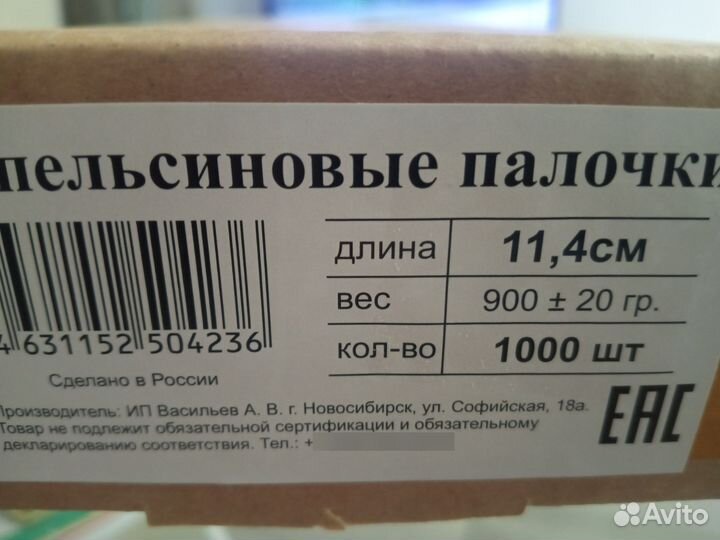 пельсиновые палочки
длина 11,4см
вес 900 ± 20 гр.
кол-во 1000 шт
4 631152 504236
Сделано в России
Производитель: ИП Васильев А. В. г. Новосибирск, ул. Софийская, 18а.
Товар не подлежит обязательной сертификации и обязательному
декларированию соответствия. Тел.: +
EAC
Avito